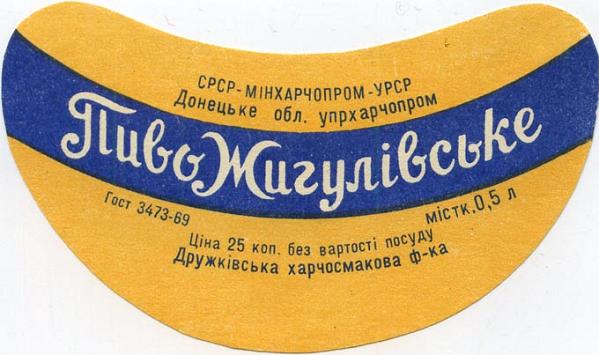 СРСР-МІНХАРЧОПРОМ-УРСР
Донецьке обл. упрхарчопром
Пиво Жигулівське
Гост 3473-69
містк.0,5 л
Ціна 25 коп. без вартості посуду
Дружківська харчосмакова ф-ка